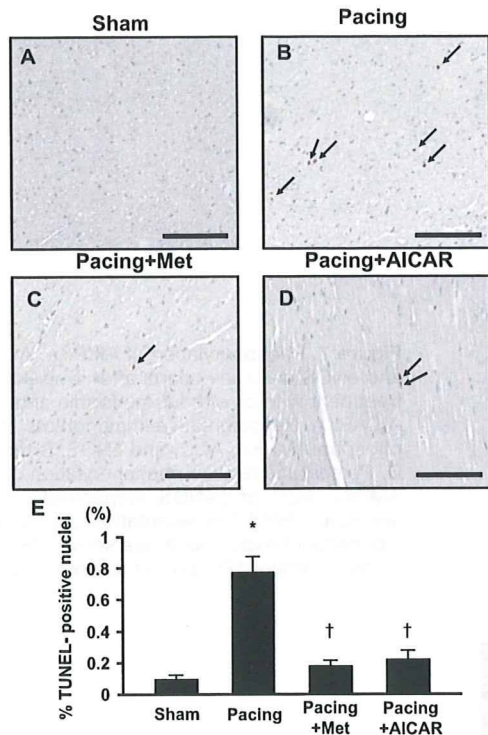 Sham
Pacing
A
B
Pacing+Met
Pacing+AICAR
C
D
E
(%)
% TUNEL- positive nuclei
1
0.8
0.6
0.4
0.2
0
*
†
†
Sham
Pacing
Pacing
+Met
Pacing
+AICAR